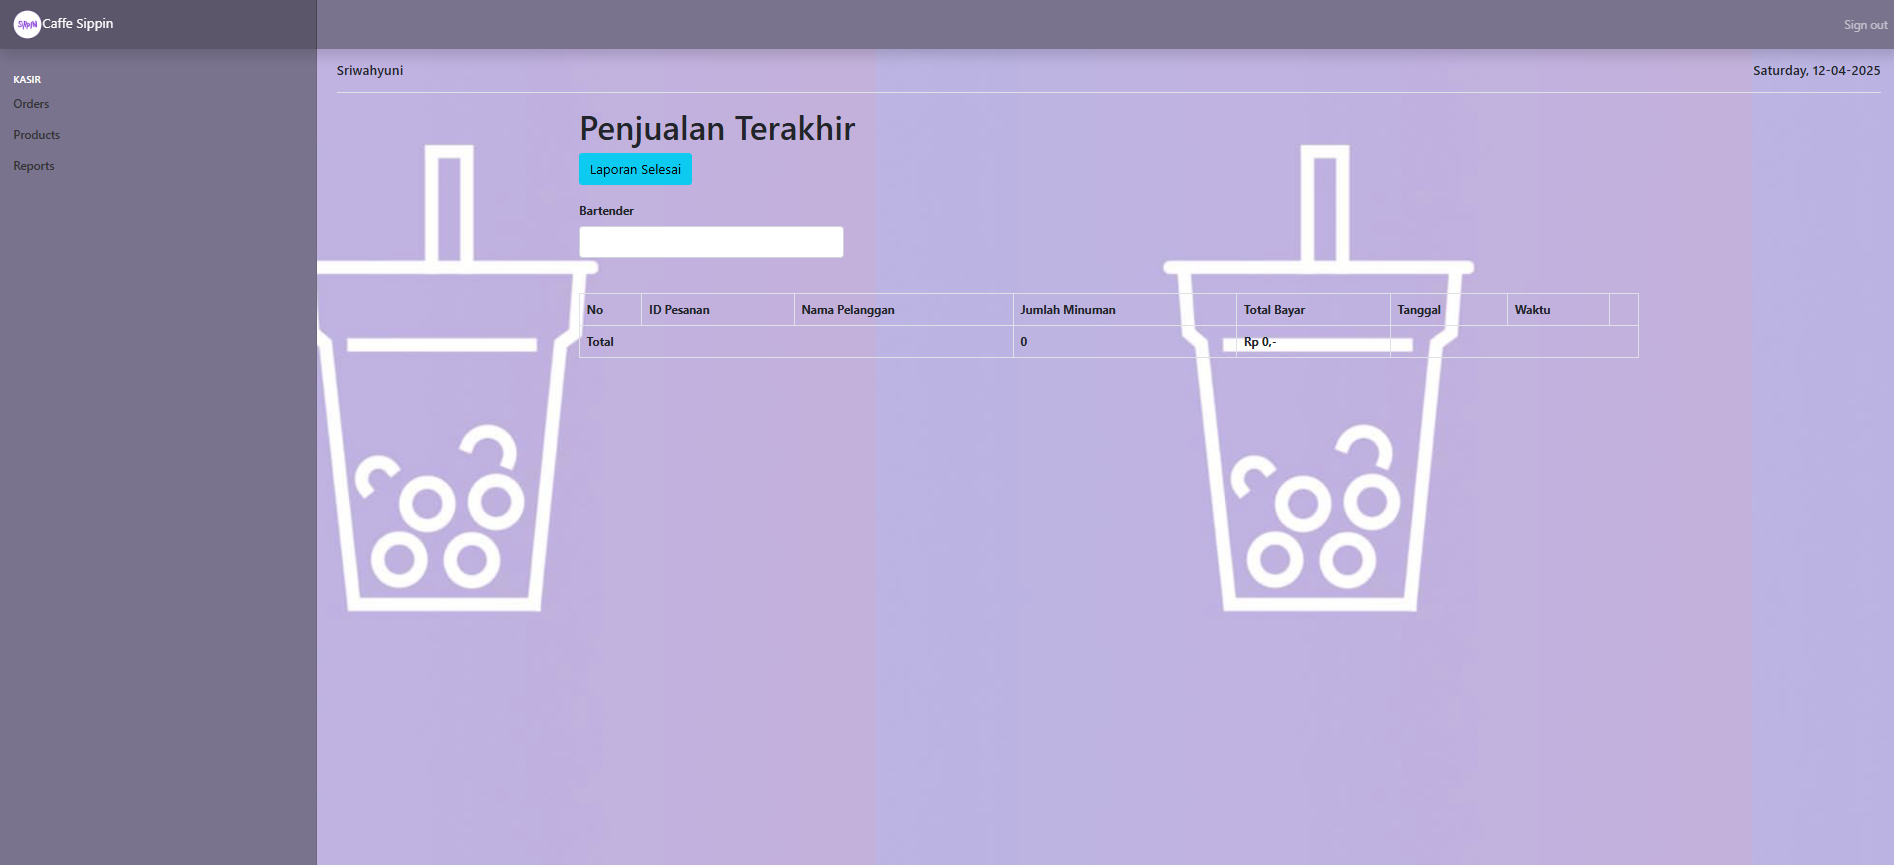 SIPPIN Caffe Sippin
Sign out
KASIR
Orders
Products
Reports
Sriwahyuni
Saturday, 12-04-2025
Penjualan Terakhir
Laporan Selesai
Bartender
No ID Pesanan Nama Pelanggan Jumlah Minuman Total Bayar Tanggal Waktu
Total 0 Rp 0,-